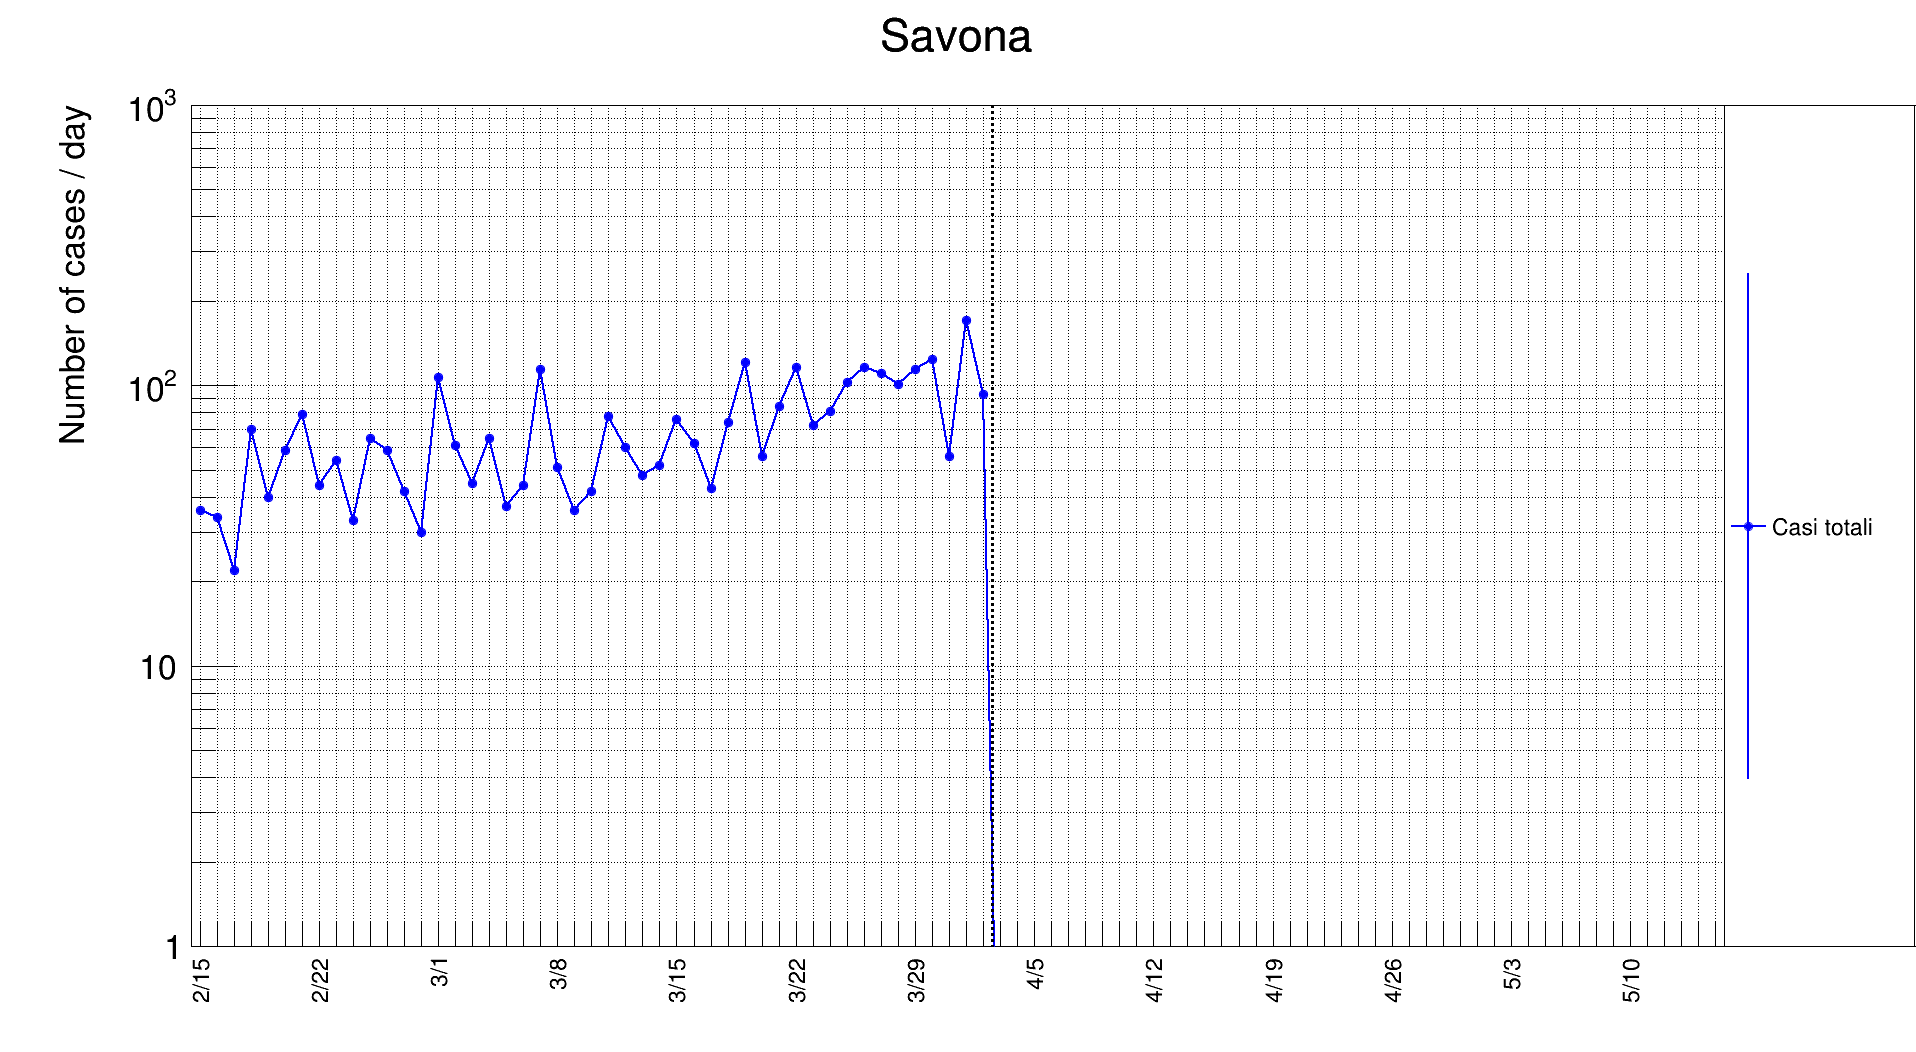 Savona
Number of cases / day
10³
10²
10
1
2/15 2/22 3/1 3/8 3/15 3/22 3/29 4/5 4/12 4/19 4/26 5/3 5/10
Casi totali